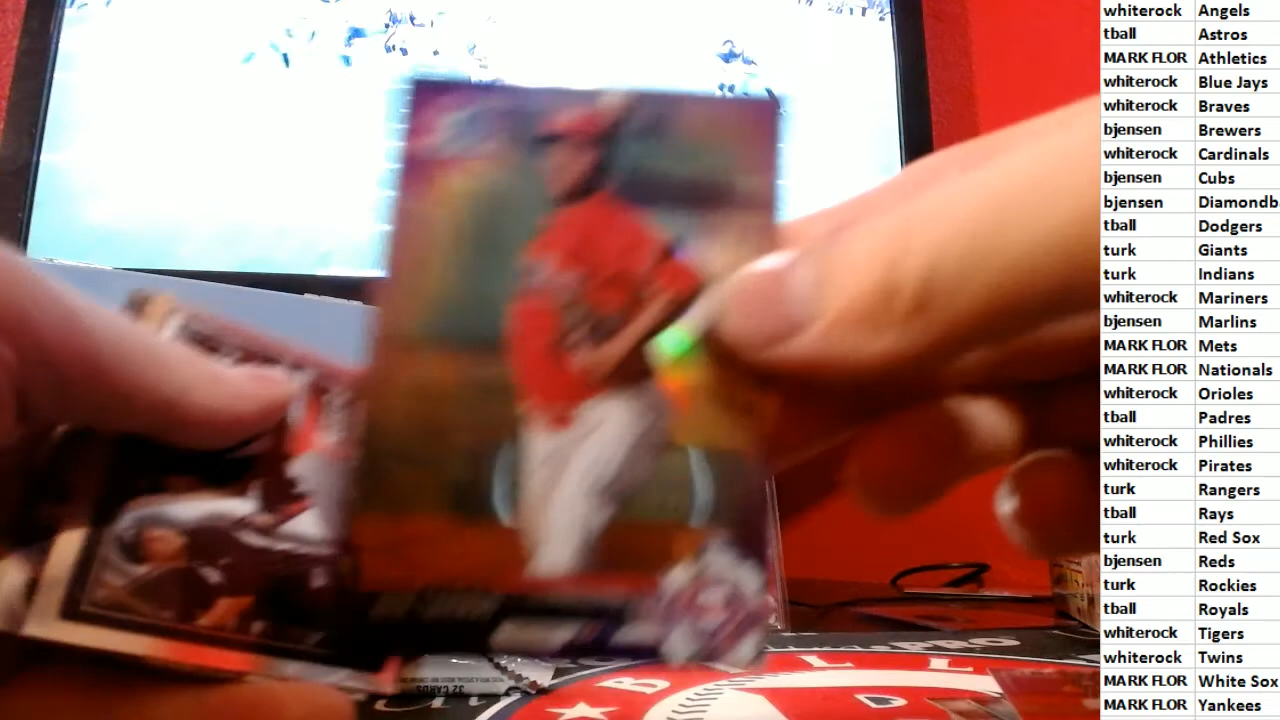 whiterock Angels
tball Astros
MARK FLOR Athletics
whiterock Blue Jays
whiterock Braves
bjensen Brewers
whiterock Cardinals
bjensen Cubs
bjensen Diamondb
tball Dodgers
turk Giants
turk Indians
whiterock Mariners
bjensen Marlins
MARK FLOR Mets
MARK FLOR Nationals
whiterock Orioles
tball Padres
whiterock Phillies
whiterock Pirates
turk Rangers
tball Rays
turk Red Sox
bjensen Reds
turk Rockies
tball Royals
whiterock Tigers
whiterock Twins
MARK FLOR White Sox
MARK FLOR Yankees
32 CARDS
PRO
B L L